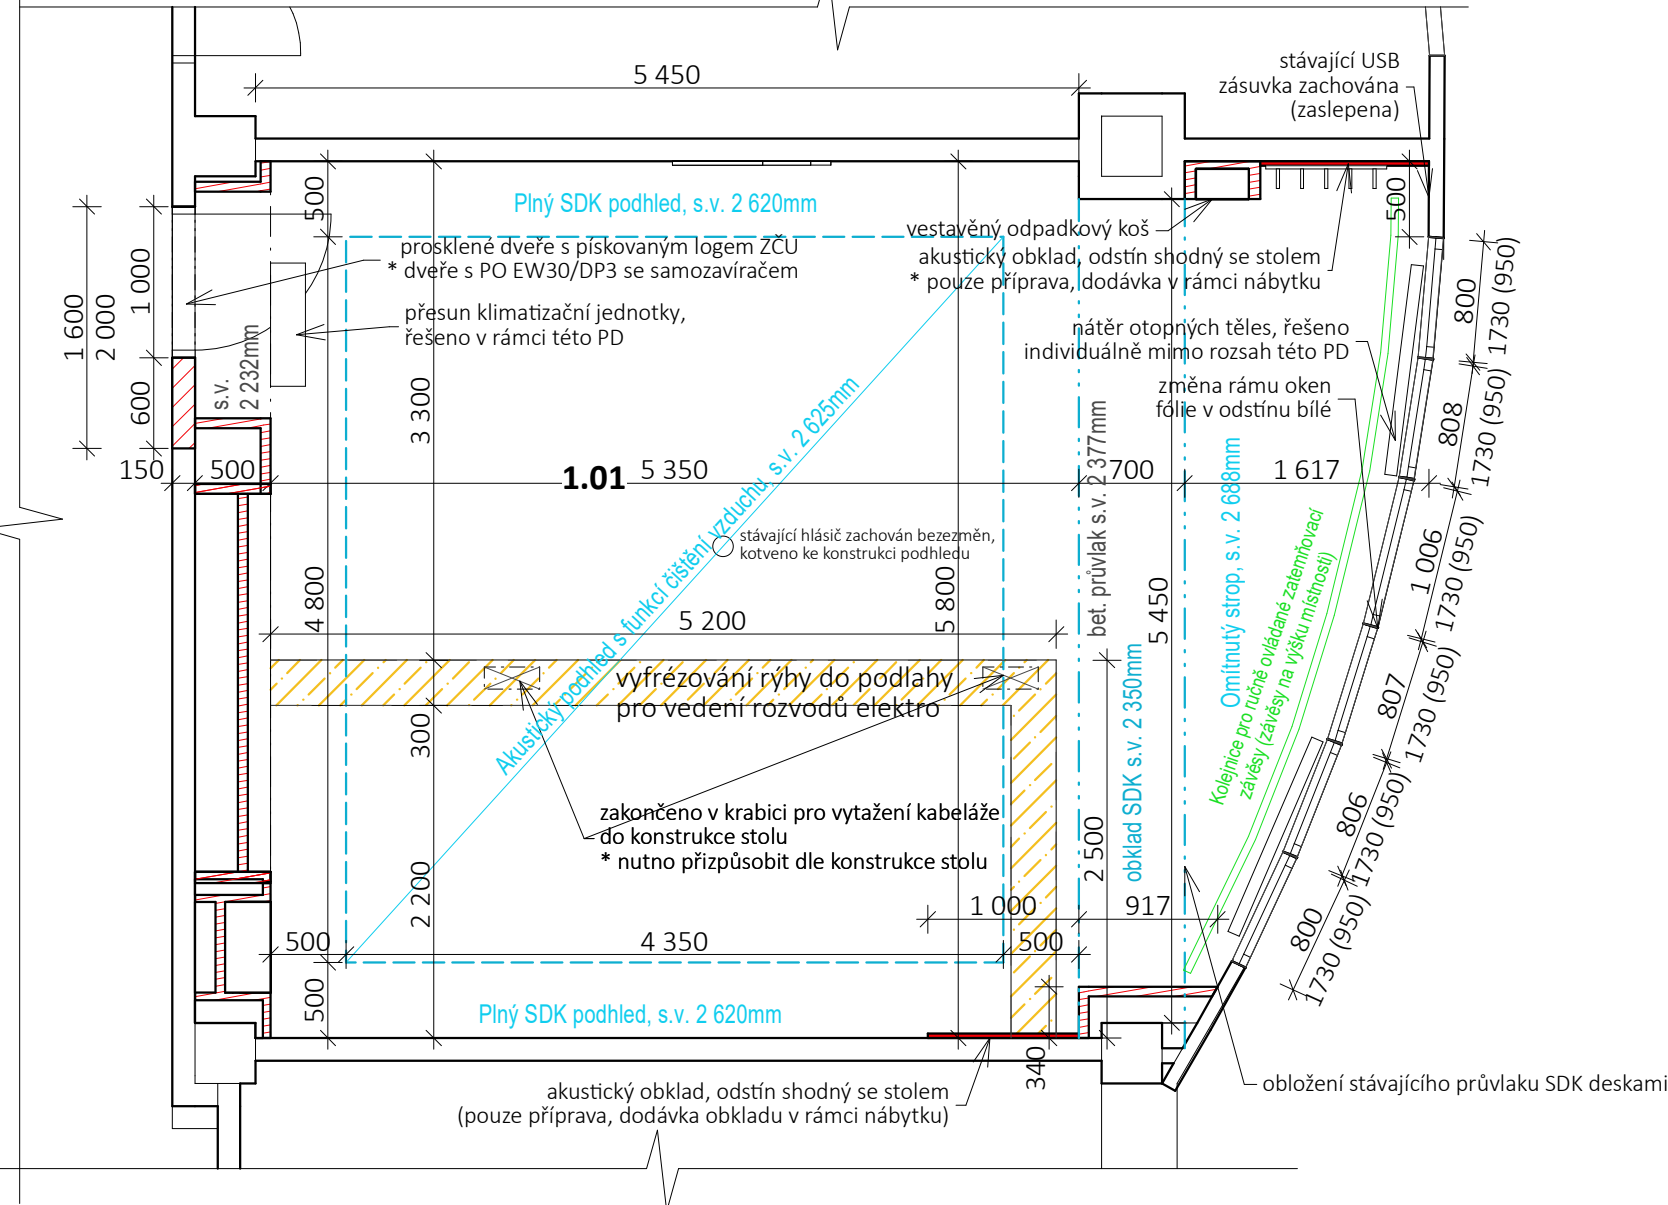 5 450
stávající USB
zásuvka zachována
(zaslepena)
500
Plný SDK podhled, s.v. 2 620mm
500
vestavěný odpadkový koš
prosklené dveře s pískovaným logem ZČU
* dveře s PO EW30/DP3 se samozavíračem
akustický obklad, odstín shodný se stolem
* pouze příprava, dodávka v rámci nábytku
1 600
2 000
1 000
600
přesun klimatizační jednotky,
řešeno v rámci této PD
nátěr otopných těles, řešeno
individuálně mimo rozsah této PD
změna rámu oken
fólie v odstínu bílé
s.v.
2 232mm
3 300
800
1730 (950)
808
1730 (950)
150
500
1.01
5 350
700
1 617
bet. průvlak s.v. 2 377mm
Omítnutý strop, s.v. 2 688mm
Akustický podhled s funkcí čištění vzduchu, s.v. 2 625mm
stávající hlásič zachován bezezměn,
kotveno ke konstrukci podhledu
Kolejnice pro ručně ovládané zatemňovací
závěsy (závěsy na výšku místnosti)
1 006
1730 (950)
4 800
5 800
5 450
5 200
vyfrézování rýhy do podlahy
pro vedení rozvodů elektro
300
obklad SDK s.v. 2 350mm
807
1730 (950)
zakončeno v krabici pro vytažení kabeláže
do konstrukce stolu
* nutno přizpůsobit dle konstrukce stolu
2 500
806
1730 (950)
2 200
1 000
917
800
1730 (950)
500
4 350
500
500
Plný SDK podhled, s.v. 2 620mm
340
akustický obklad, odstín shodný se stolem
(pouze příprava, dodávka obkladu v rámci nábytku)
obložení stávajícího průvlaku SDK deskami